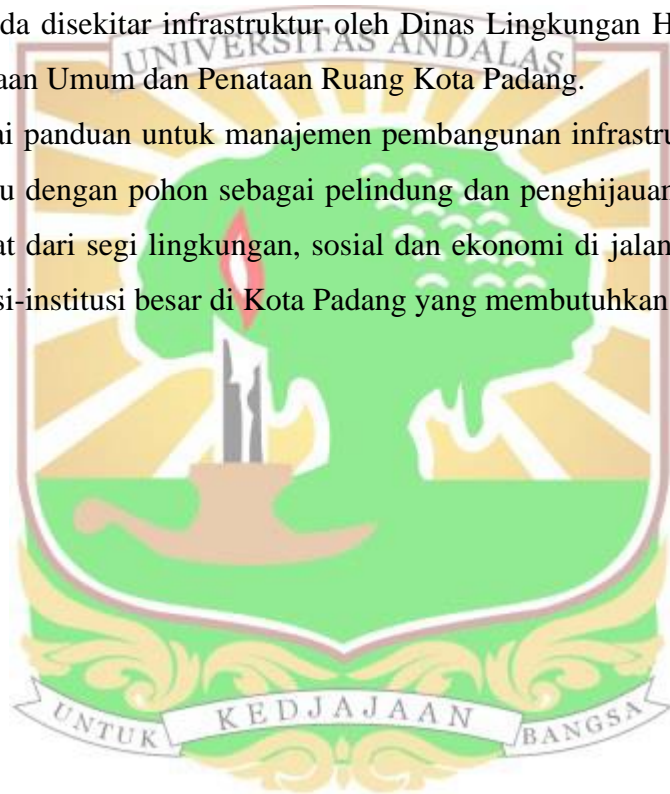 da disekitar infrastruktur oleh Dinas Lingkungan H
UNIVERSITAS ANDALAS
aan Umum dan Penataan Ruang Kota Padang.
ai panduan untuk manajemen pembangunan infrastru
u dengan pohon sebagai pelindung dan penghijauan
at dari segi lingkungan, sosial dan ekonomi di jalan
si-institusi besar di Kota Padang yang membutuhkan
UNTUK KEDJAJAAN BANGSA